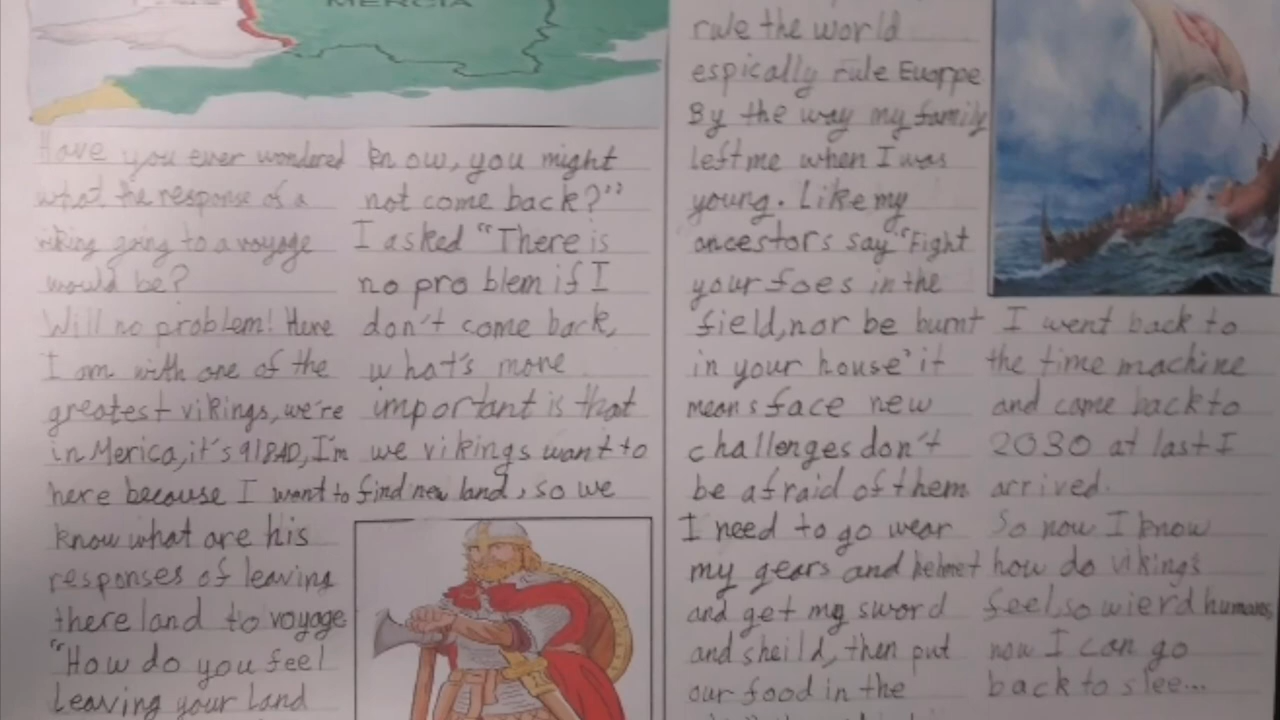 MERCIA
Have you ever wondered
what the response of a
viking going to a voyage
would be?
Will no problem! Here
I am with one of the
greatest vikings, we're
in Merica, it's 918AD, I'm
here because I want to
know what are his
responses of leaving
there land to voyage
"How do you feel
leaving your land
know, you might
not come back?"
I asked "There is
no problem if I
don't come back,
what's more
important is that
we vikings want to
find new land, so we
rule the world
espically rule Euorpe
By the way my family
left me when I was
young. Like my
ancestors say "Fight
your foes in the
field, nor be burnt
in your house' it
means face new
challenges don't
be afraid of them
I need to go wear
my gears and helmet
and get my sword
and sheild, then put
our food in the
I went back to
the time machine
and came back to
2030 at last I
arrived.
So now I know
how do vikings
feel, so wierd humans,
now I can go
back to slee...